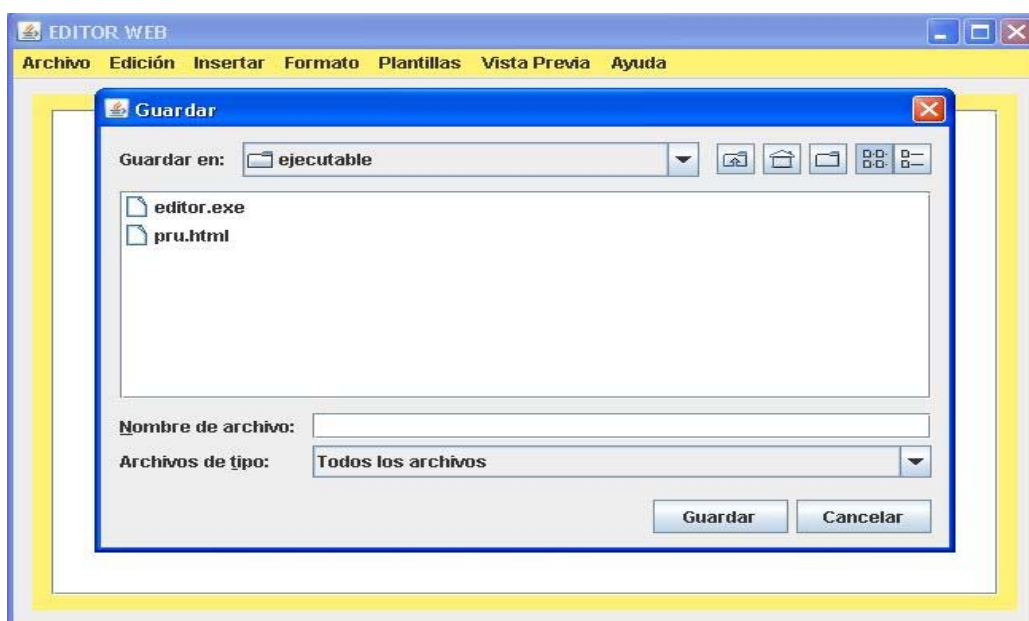 EDITOR WEB
Archivo Edición Insertar Formato Plantillas Vista Previa Ayuda
Guardar
Guardar en: ejecutable
editor.exe
pru.html
Nombre de archivo:
Archivos de tipo: Todos los archivos
Guardar Cancelar